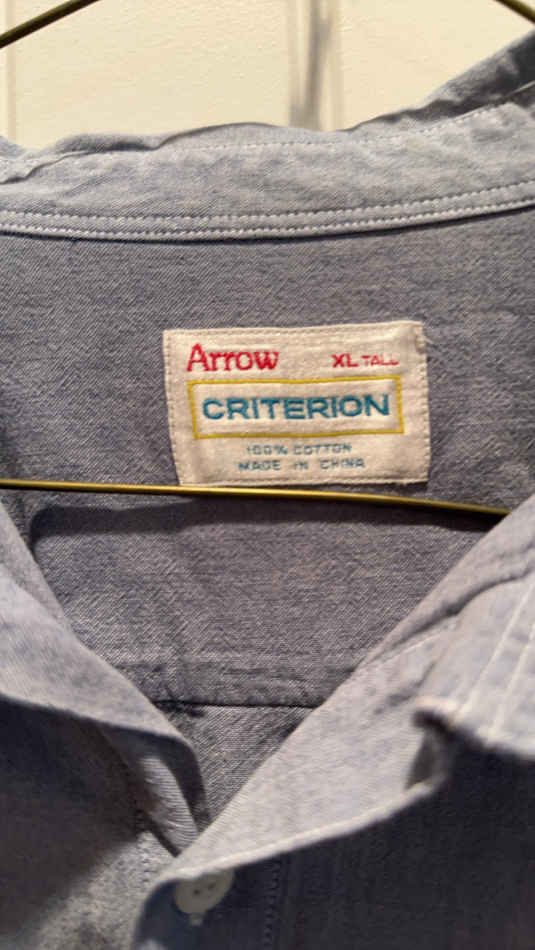 Arrow XL TALL
CRITERION
100% COTTON
MADE IN CHINA